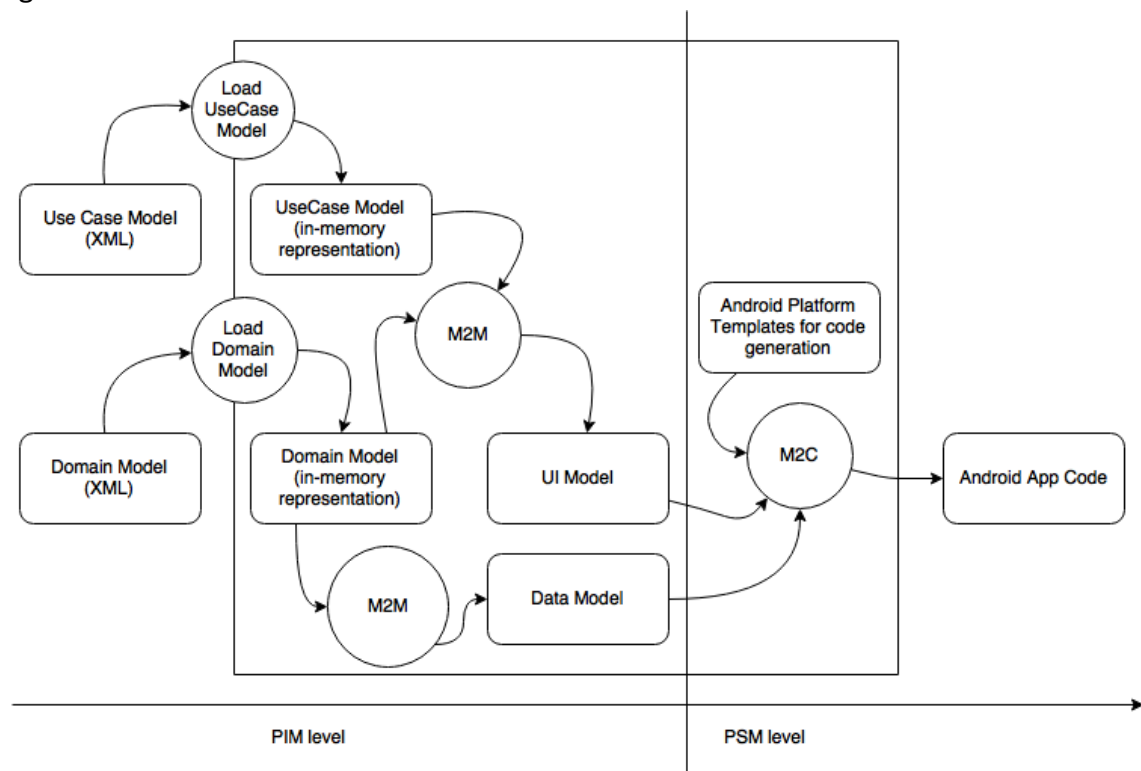 Load
UseCase
Model
Use Case Model
(XML)
UseCase Model
(in-memory
representation)
Load
Domain
Model
M2M
Android Platform
Templates for code
generation
Domain Model
(XML)
Domain Model
(in-memory
representation)
UI Model
M2C
Android App Code
M2M
Data Model
PIM level
PSM level